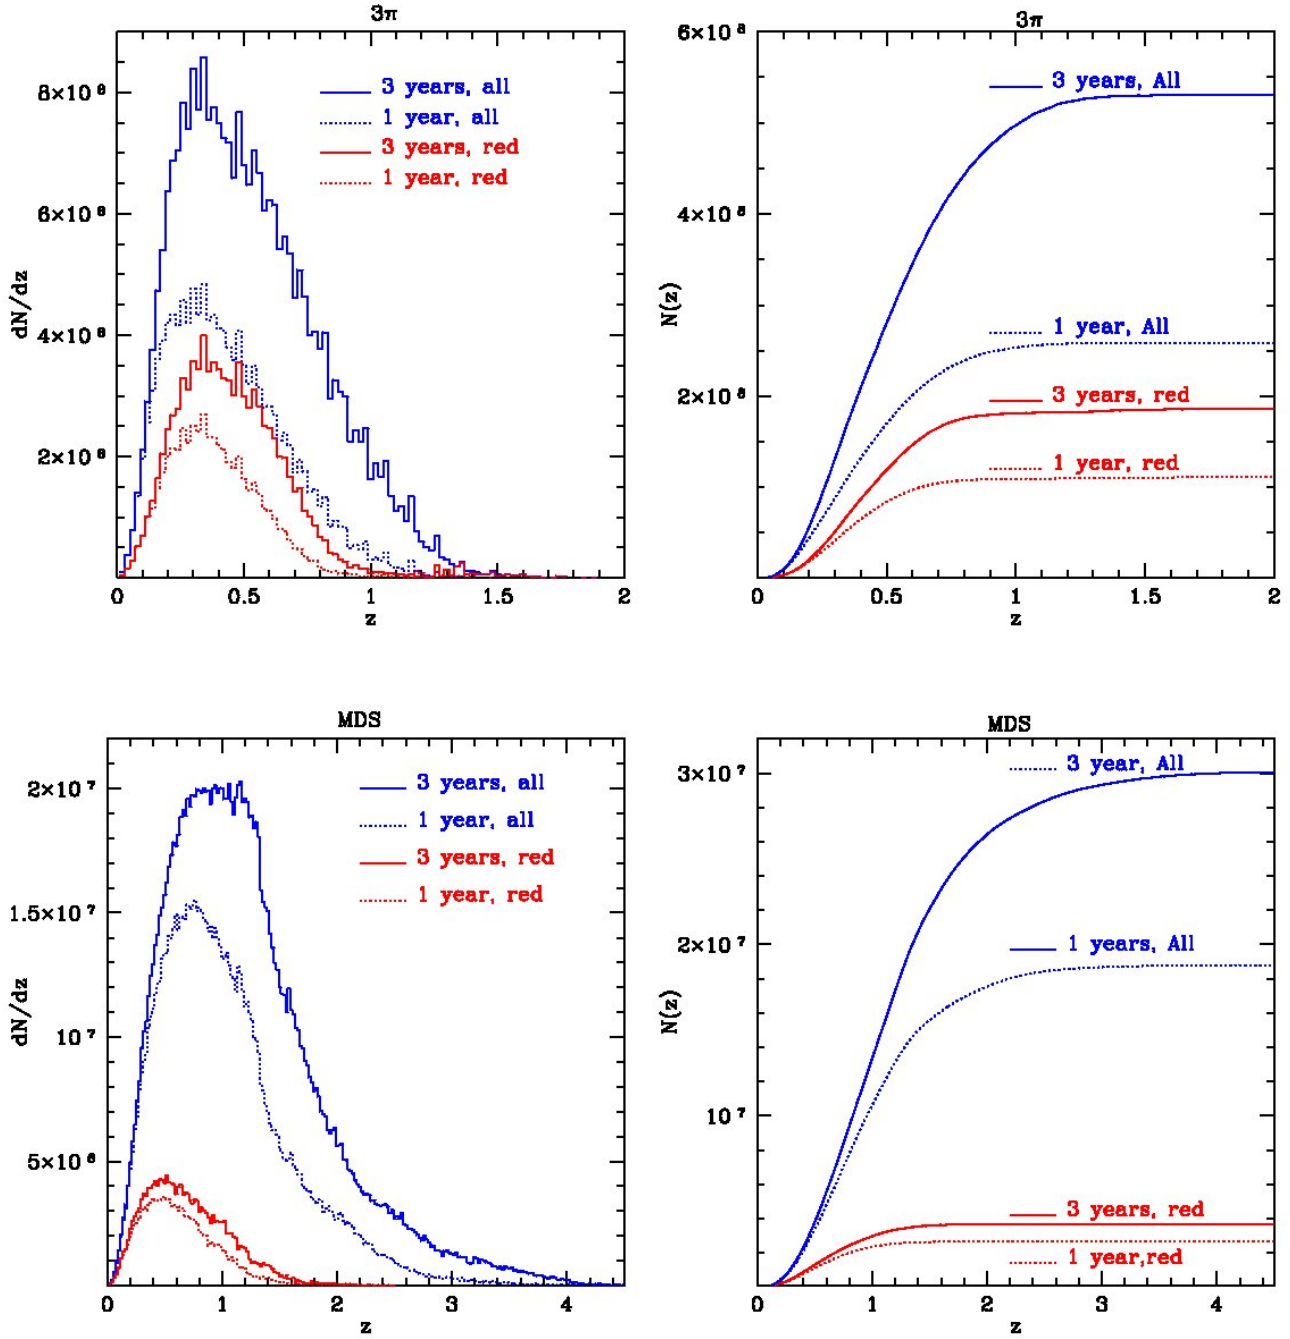 3π
8×10⁸
6×10⁸
4×10⁸
2×10⁸
dN/dz
3 years, all
1 year, all
3 years, red
1 year, red
0 0.5 1 1.5 2
z
3π
6×10⁸
4×10⁸
2×10⁸
N(z)
3 years, All
1 year, All
3 years, red
1 year, red
0 0.5 1 1.5 2
z
MDS
2×10⁷
1.5×10⁷
10⁷
5×10⁶
dN/dz
3 years, all
1 year, all
3 years, red
1 year, red
0 1 2 3 4
z
MDS
3×10⁷
2×10⁷
10⁷
N(z)
3 year, All
1 years, All
3 years, red
1 year,red
0 1 2 3 4
z